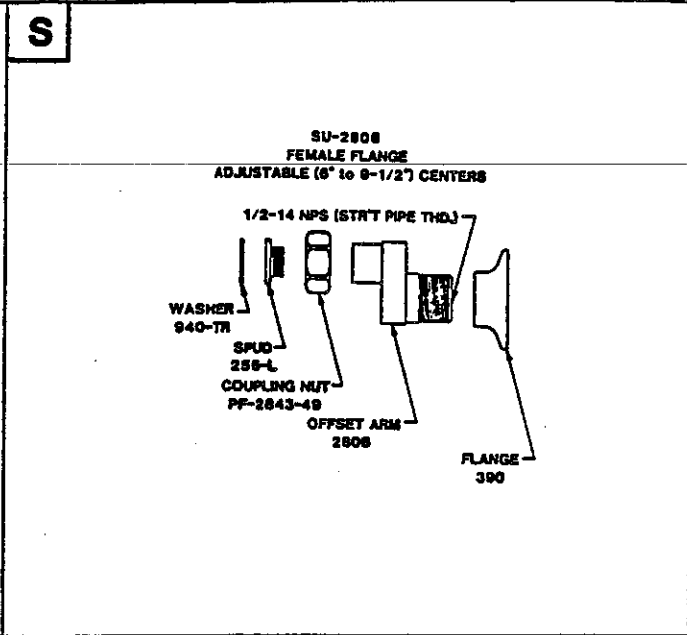 S
SU-2806
FEMALE FLANGE
ADJUSTABLE (6" to 9-1/2") CENTERS
1/2-14 NPS (STR'T PIPE THD.)
WASHER
940-TR
SPUD
256-L
COUPLING NUT
PF-2843-49
OFFSET ARM
2806
FLANGE
390